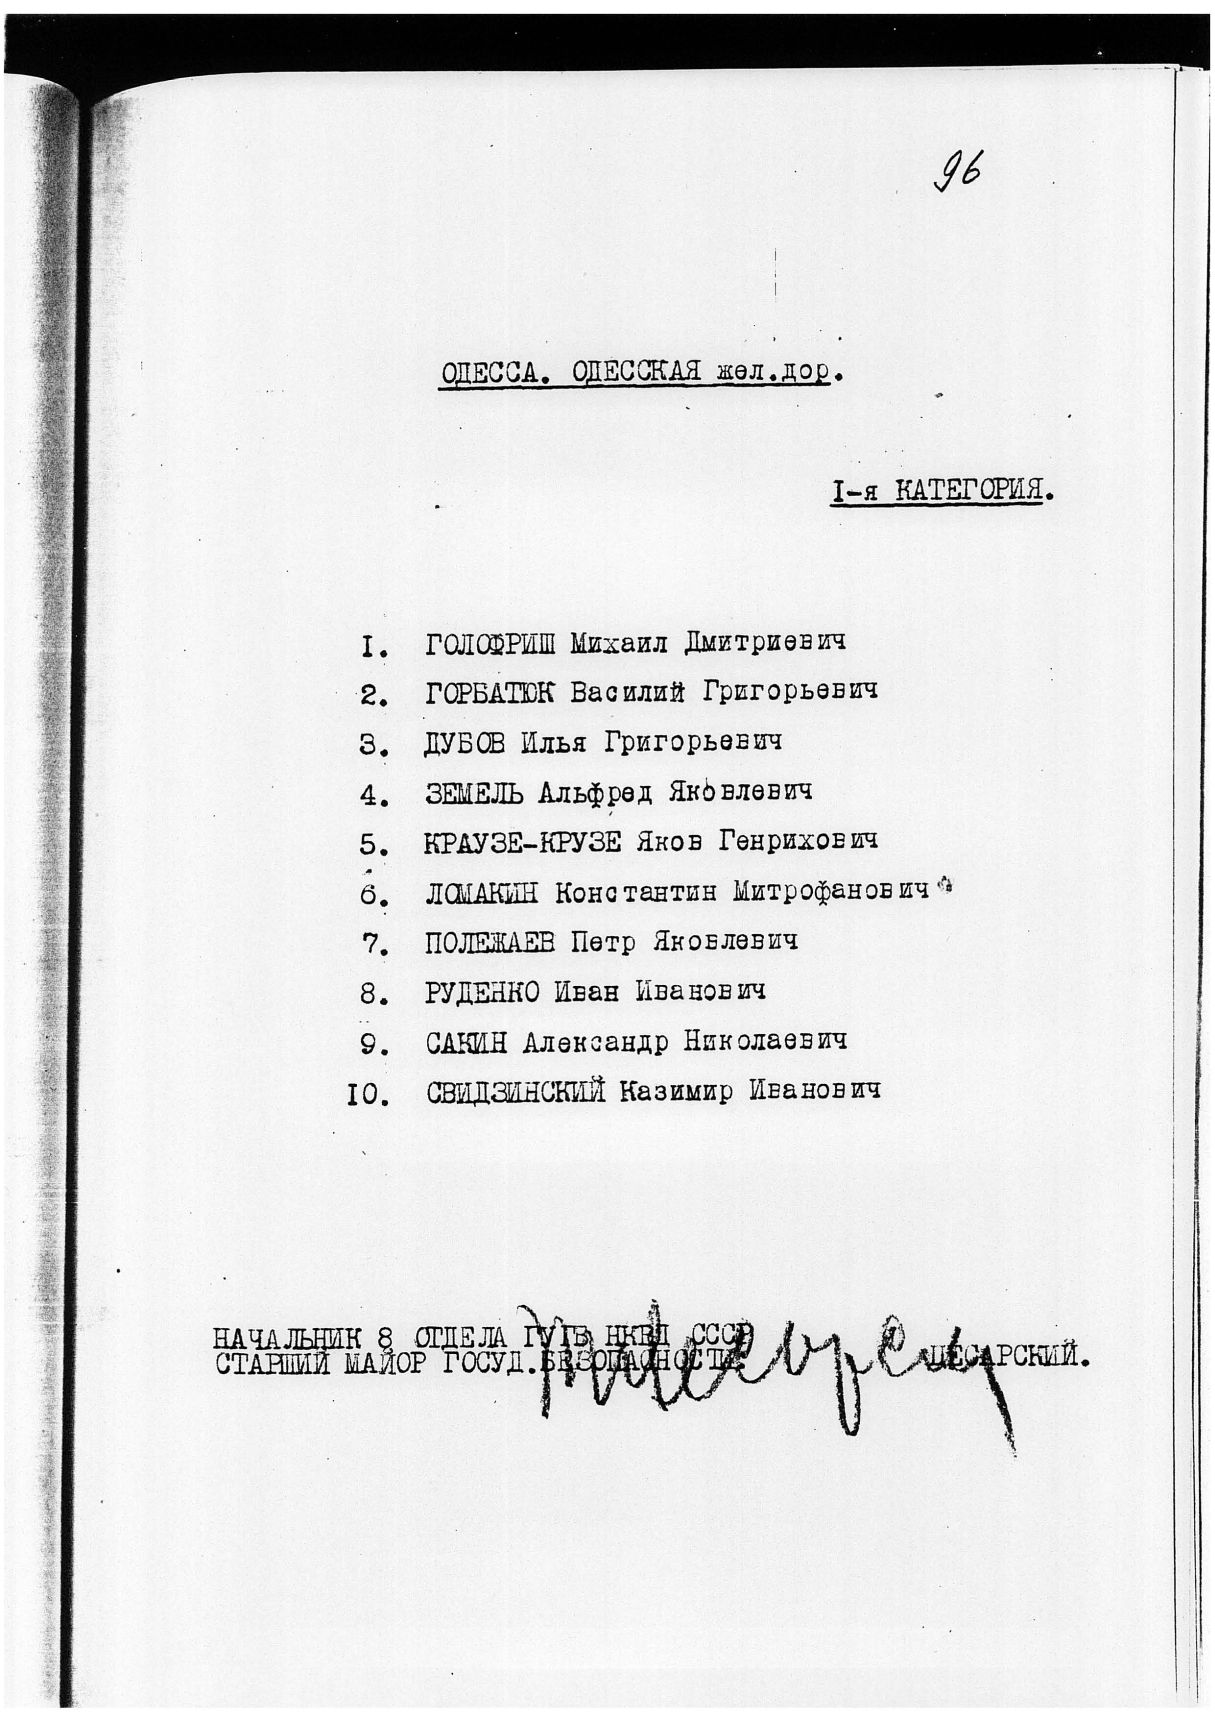 96
ОДЕССА. ОДЕССКАЯ жел.дор.
I-я КАТЕГОРИЯ.
1. ГОЛОФРИШ Михаил Дмитриевич
2. ГОРБАТЮК Василий Григорьевич
3. ДУБОВ Илья Григорьевич
4. ЗЕМЕЛЬ Альфред Яковлевич
5. КРАУЗЕ-КРУЗЕ Яков Генрихович
6. ЛОМАКИН Константин Митрофанович
7. ПОЛЕЖАЕВ Петр Яковлевич
8. РУДЕНКО Иван Иванович
9. САКИН Александр Николаевич
10. СВИДЗИНСКИЙ Казимир Иванович
НАЧАЛЬНИК 8 ОТДЕЛА ГУГБ НКВД СССР
СТАРШИЙ МАЙОР ГОСУД.БЕЗОПАСНОСТИ ЦЕСАРСКИЙ.